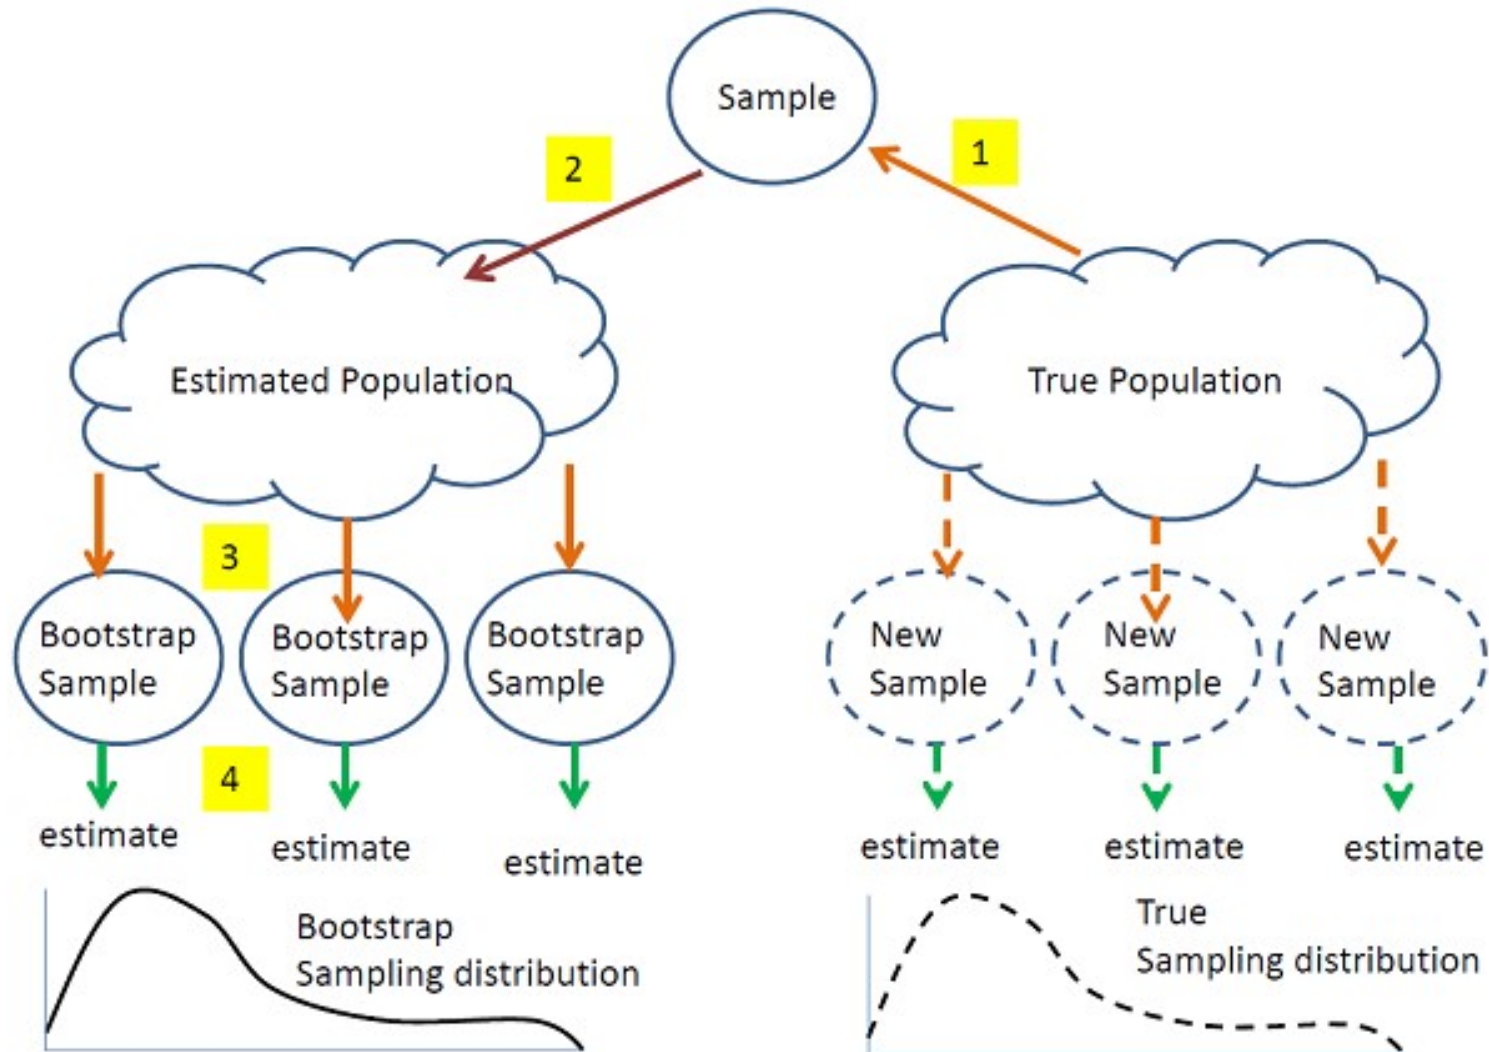 Sample
1
2
Estimated Population
True Population
3
Bootstrap
Sample
Bootstrap
Sample
Bootstrap
Sample
New
Sample
New
Sample
New
Sample
4
estimate
estimate
estimate
estimate
estimate
estimate
Bootstrap
Sampling distribution
True
Sampling distribution